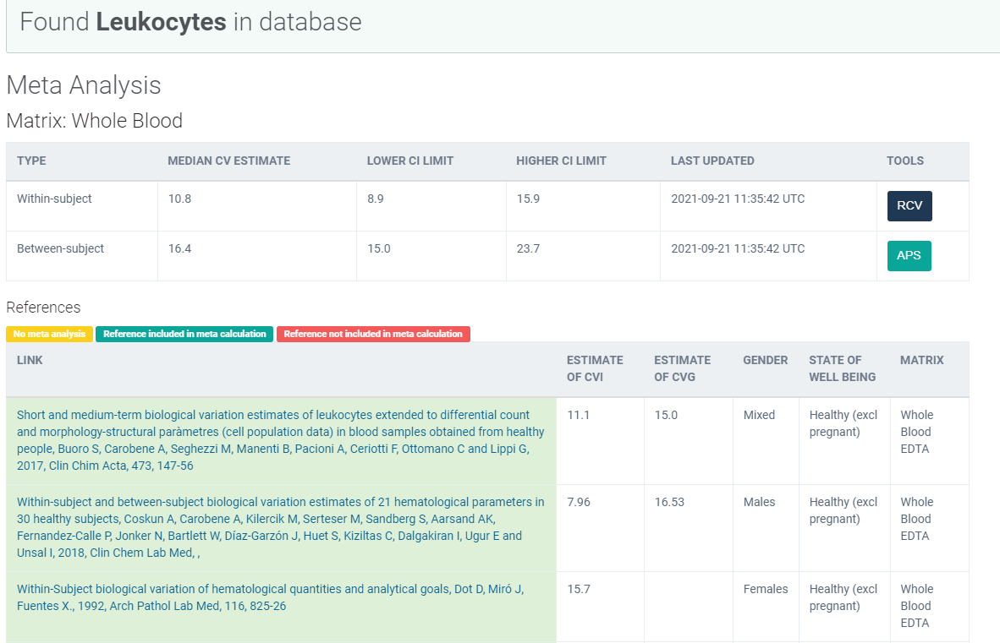 Found Leukocytes in database
Meta Analysis
Matrix: Whole Blood
TYPE MEDIAN CV ESTIMATE LOWER CI LIMIT HIGHER CI LIMIT LAST UPDATED TOOLS
Within-subject 10.8 8.9 15.9 2021-09-21 11:35:42 UTC RCV
Between-subject 16.4 15.0 23.7 2021-09-21 11:35:42 UTC APS
References
No meta analysis Reference included in meta calculation Reference not included in meta calculation
LINK ESTIMATE OF CVI ESTIMATE OF CVG GENDER STATE OF WELL BEING MATRIX
Short and medium-term biological variation estimates of leukocytes extended to differential count
and morphology-structural paràmetres (cell population data) in blood samples obtained from healthy
people, Buoro S, Carobene A, Seghezzi M, Manenti B, Pacioni A, Ceriotti F, Ottomano C and Lippi G,
2017, Clin Chim Acta, 473, 147-56
11.1 15.0 Mixed Healthy (excl pregnant) Whole Blood EDTA
Within-subject and between-subject biological variation estimates of 21 hematological parameters in
30 healthy subjects, Coskun A, Carobene A, Kilercik M, Serteser M, Sandberg S, Aarsand AK,
Fernandez-Calle P, Jonker N, Bartlett W, Díaz-Garzón J, Huet S, Kiziltas C, Dalgakiran I, Ugur E and
Unsal I, 2018, Clin Chem Lab Med, ,
7.96 16.53 Males Healthy (excl pregnant) Whole Blood EDTA
Within-Subject biological variation of hematological quantities and analytical goals, Dot D, Miró J,
Fuentes X., 1992, Arch Pathol Lab Med, 116, 825-26
15.7 Females Healthy (excl pregnant) Whole Blood EDTA